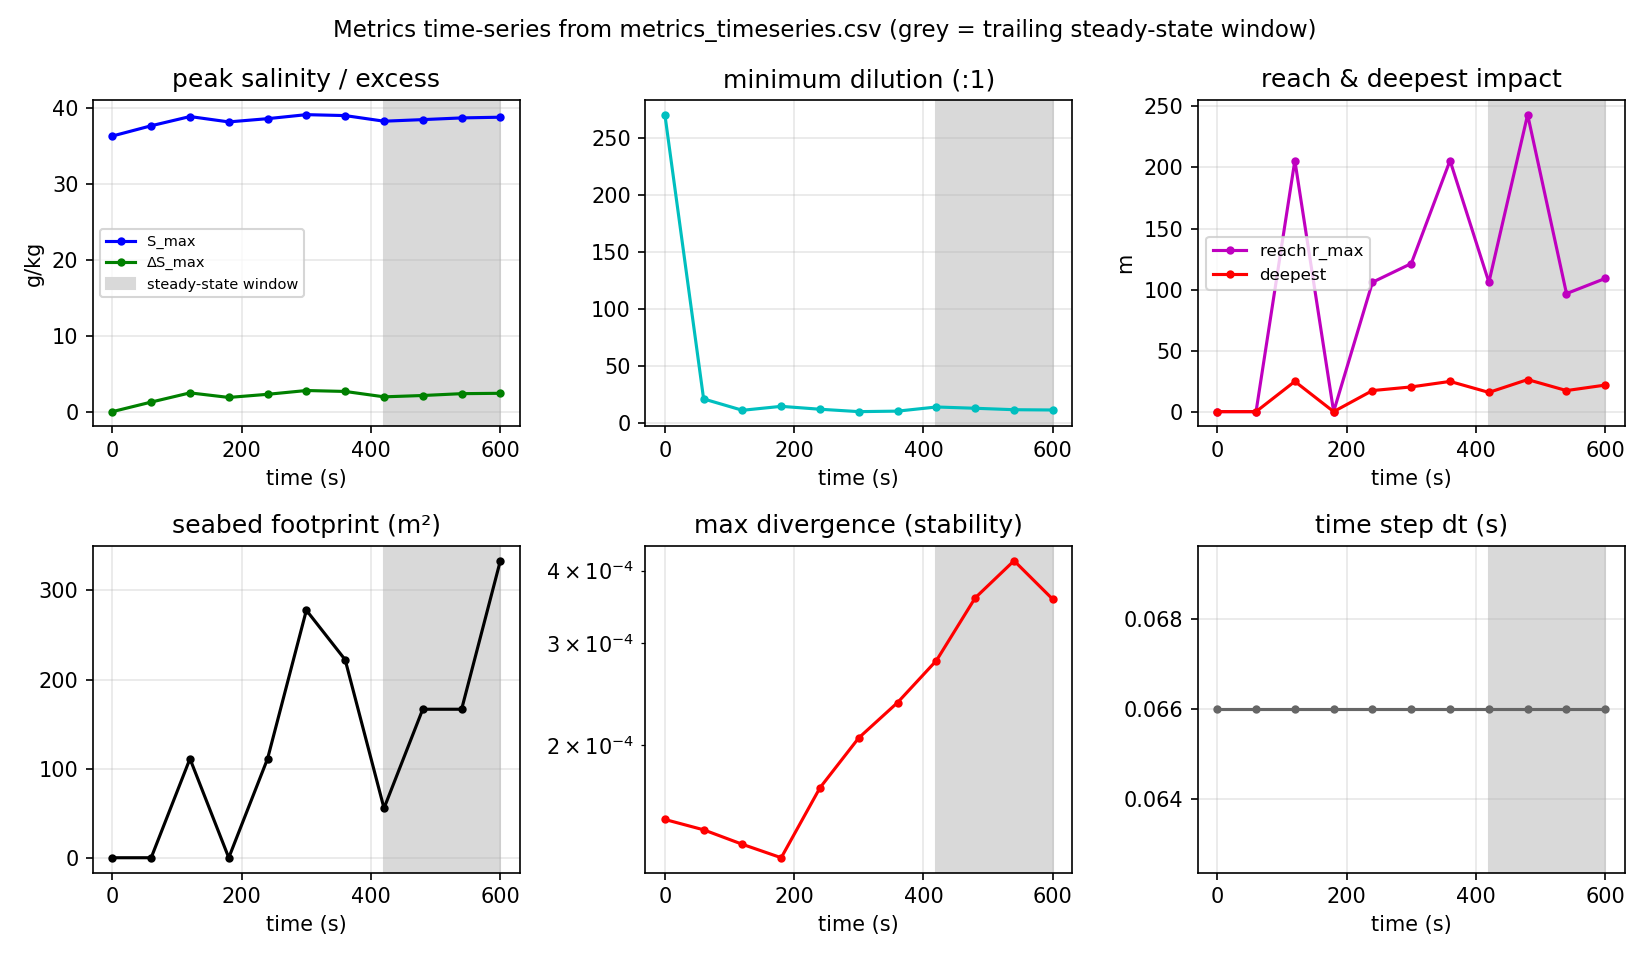 Metrics time-series from metrics_timeseries.csv (grey = trailing steady-state window)
peak salinity / excess
40
30
20
10
0
g/kg
S_max
ΔS_max
steady-state window
0 200 400 600
time (s)
minimum dilution (:1)
250
200
150
100
50
0
0 200 400 600
time (s)
reach & deepest impact
250
200
150
100
50
0
m
reach r_max
deepest
0 200 400 600
time (s)
seabed footprint (m²)
300
200
100
0
0 200 400 600
time (s)
max divergence (stability)
4 × 10⁻⁴
3 × 10⁻⁴
2 × 10⁻⁴
0 200 400 600
time (s)
time step dt (s)
0.068
0.066
0.064
0 200 400 600
time (s)